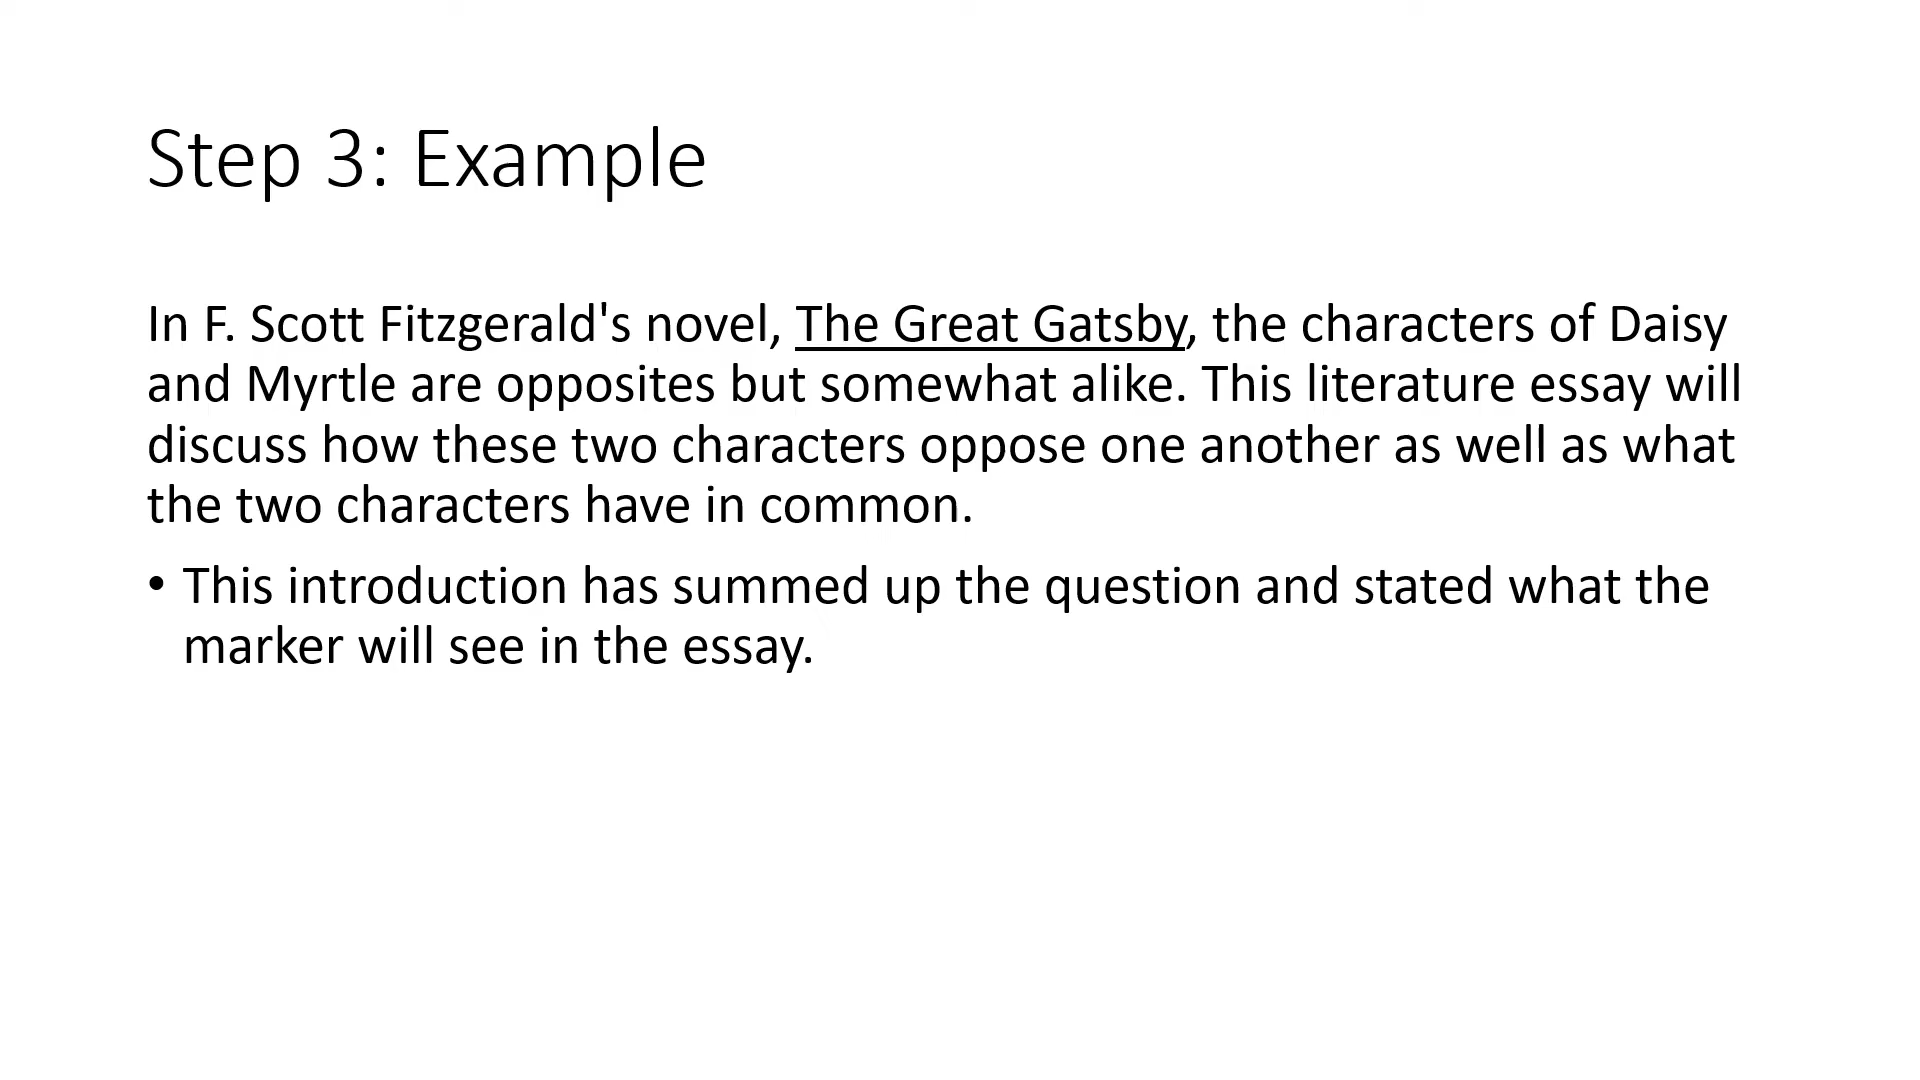 Step 3: Example
In F. Scott Fitzgerald's novel, The Great Gatsby, the characters of Daisy
and Myrtle are opposites but somewhat alike. This literature essay will
discuss how these two characters oppose one another as well as what
the two characters have in common.
• This introduction has summed up the question and stated what the
marker will see in the essay.